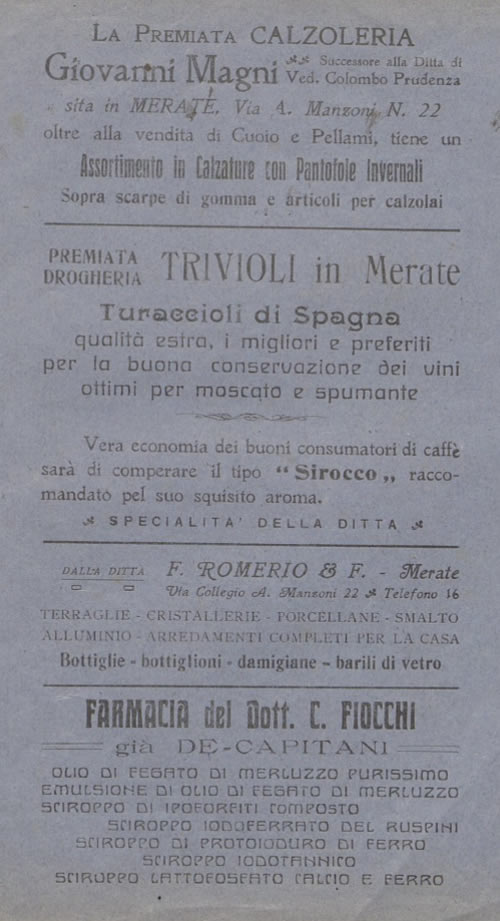 LA PREMIATA CALZOLERIA
Giovanni Magni Successore alla Ditta di
Ved. Colombo Prudenza
sita in MERATE, Via A. Manzoni N. 22
oltre alla vendita di Cuoio e Pellami, tiene un
Assortimento in Calzature con Pantofole Invernali
Sopra scarpe di gomma e articoli per calzolai
PREMIATA
DROGHERIA TRIVIOLI in Merate
Turaccioli di Spagna
qualità estra, i migliori e preferiti
per la buona conservazione dei vini
ottimi per moscato e spumante
Vera economia dei buoni consumatori di caffè
sarà di comperare il tipo “Sirocco„ racco-
mandato pel suo squisito aroma.
SPECIALITA' DELLA DITTA
DALLA DITTA F. ROMERIO & F. - Merate
Via Collegio A. Manzoni 22 Telefono 16
TERRAGLIE - CRISTALLERIE - PORCELLANE - SMALTO
ALLUMINIO - ARREDAMENTI COMPLETI PER LA CASA
Bottiglie - bottiglioni - damigiane - barili di vetro
FARMACIA del Dott. C. FIOCCHI
già DE-CAPITANI
OLIO DI FEGATO DI MERLUZZO PURISSIMO
EMULSIONE DI OLIO DI FEGATO DI MERLUZZO
SCIROPPO DI IPOFORFITI COMPOSTO
SCIROPPO IODOFERRATO DEL RUSPINI
SCIROPPO DI PROTOIODURO DI FERRO
SCIROPPO IODOTANNICO
SCIROPPO LATTOFOSFATO CALCIO E FERRO